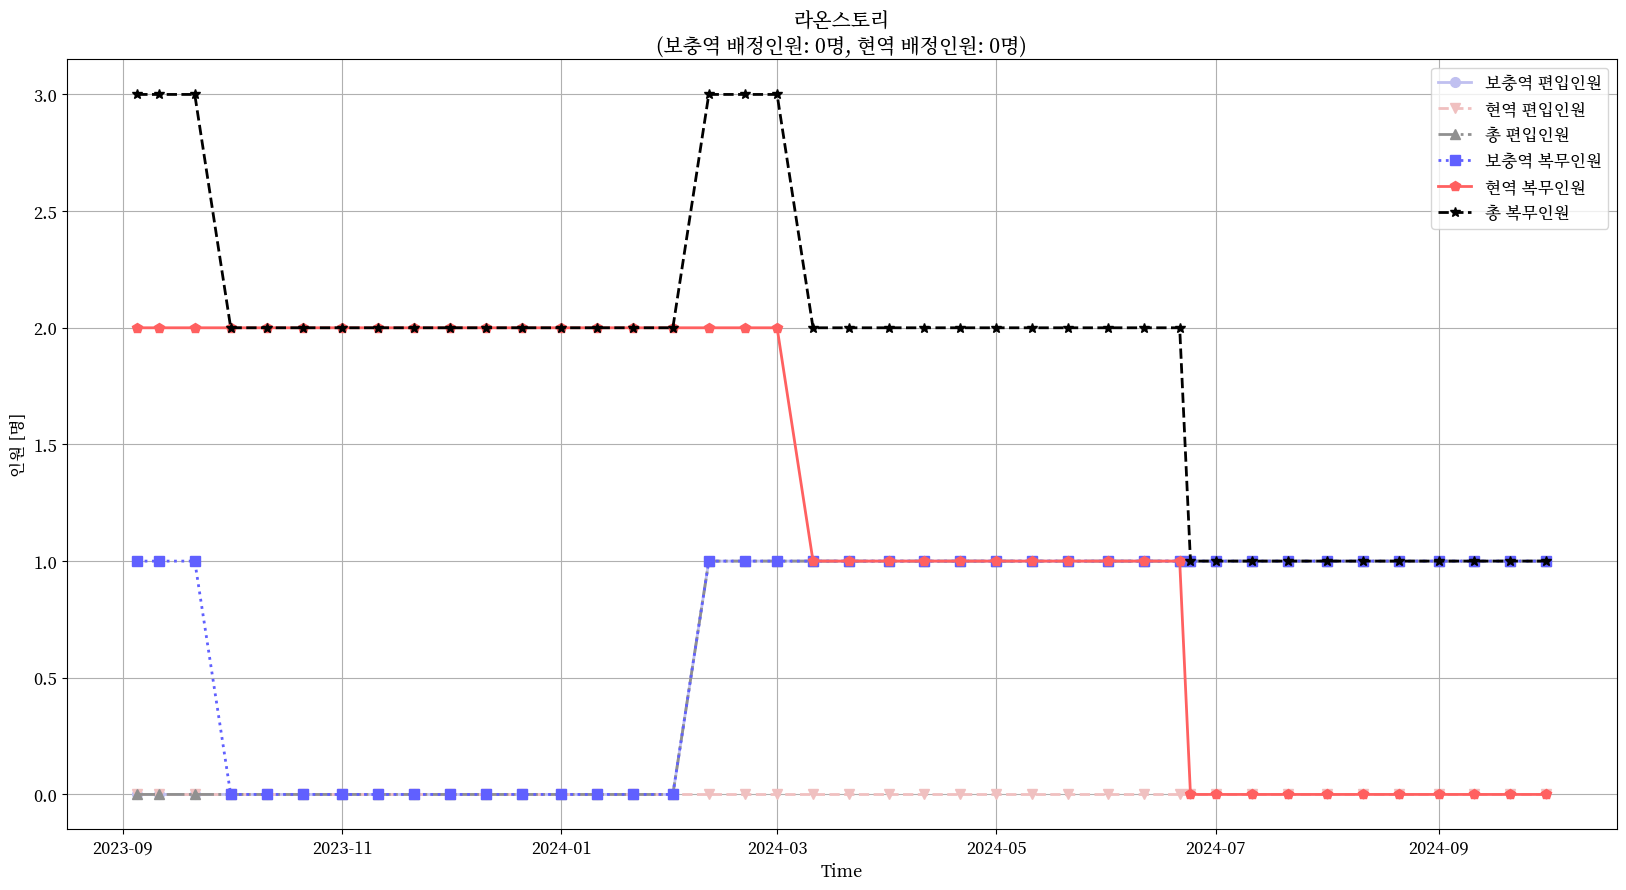 라온스토리
(보충역 배정인원: 0명, 현역 배정인원: 0명)
보충역 편입인원
현역 편입인원
총 편입인원
보충역 복무인원
현역 복무인원
총 복무인원
인원 [명]
3.0
2.5
2.0
1.5
1.0
0.5
0.0
2023-09
2023-11
2024-01
2024-03
2024-05
2024-07
2024-09
Time